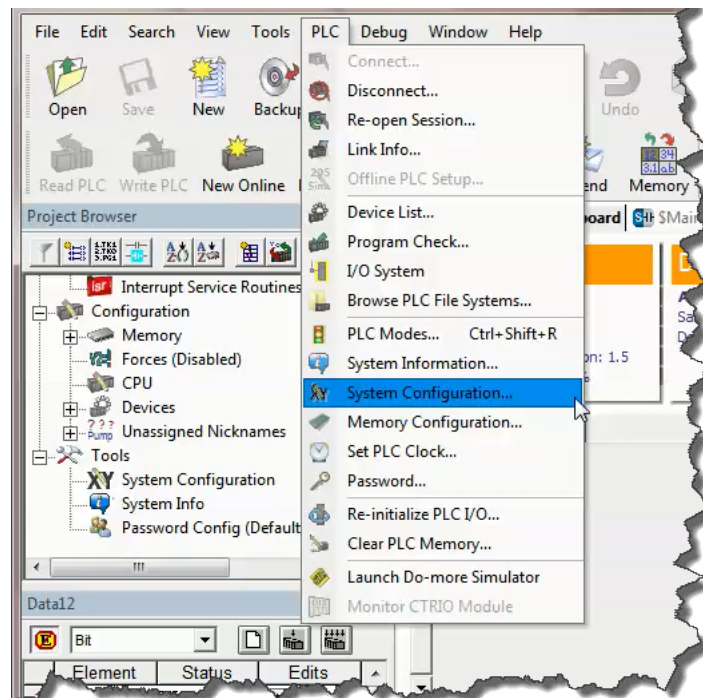 File Edit Search View Tools PLC Debug Window Help
Open Save New Backup Undo
Read PLC Write PLC New Online Memory
Project Browser
Interrupt Service Routines
Configuration
Memory
Forces (Disabled)
CPU
Devices
Unassigned Nicknames
Tools
System Configuration
System Info
Password Config (Default
Connect...
Disconnect...
Re-open Session...
Link Info...
Offline PLC Setup...
Device List...
Program Check...
I/O System
Browse PLC File Systems...
PLC Modes... Ctrl+Shift+R
System Information...
System Configuration...
Memory Configuration...
Set PLC Clock...
Password...
Re-initialize PLC I/O...
Clear PLC Memory...
Launch Do-more Simulator
Monitor CTRIO Module
oard $Main
on: 1.5
Data12
Bit
Element Status Edits